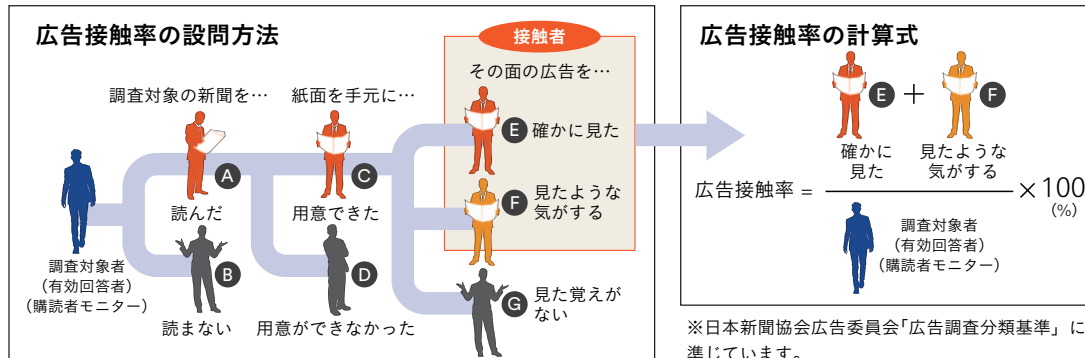 広告接触率の設問方法
接触者
その面の広告を…
調査対象の新聞を…
紙面を手元に…
E 確かに見た
A
C
F 見たような
気がする
読んだ
用意できた
調査対象者
(有効回答者)
(購読者モニター)
B
D
G 見た覚えが
ない
読まない
用意ができなかった
広告接触率の計算式
E + F
確かに
見た
見たような
気がする
広告接触率 =
×100
(%)
調査対象者
(有効回答者)
(購読者モニター)
※日本新聞協会広告委員会「広告調査分類基準」に
準じています。